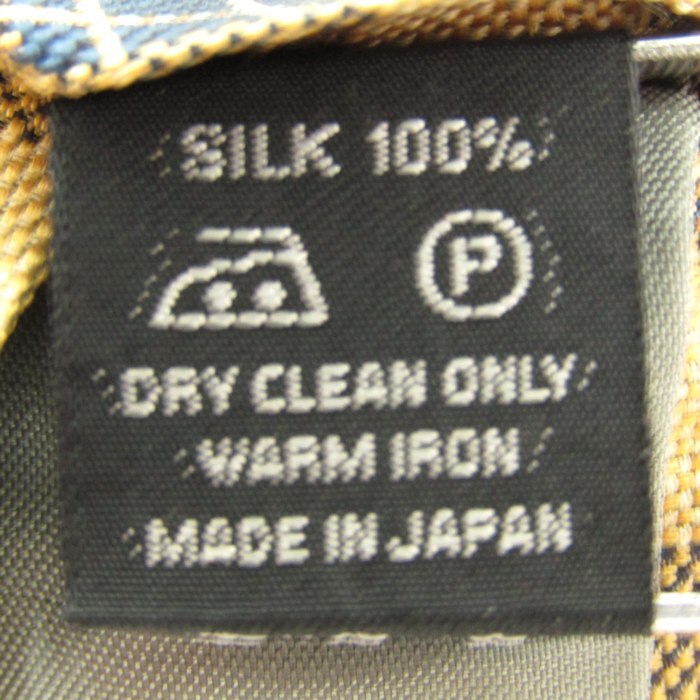 SILK 100%
P
DRY CLEAN ONLY
WARM IRON
MADE IN JAPAN